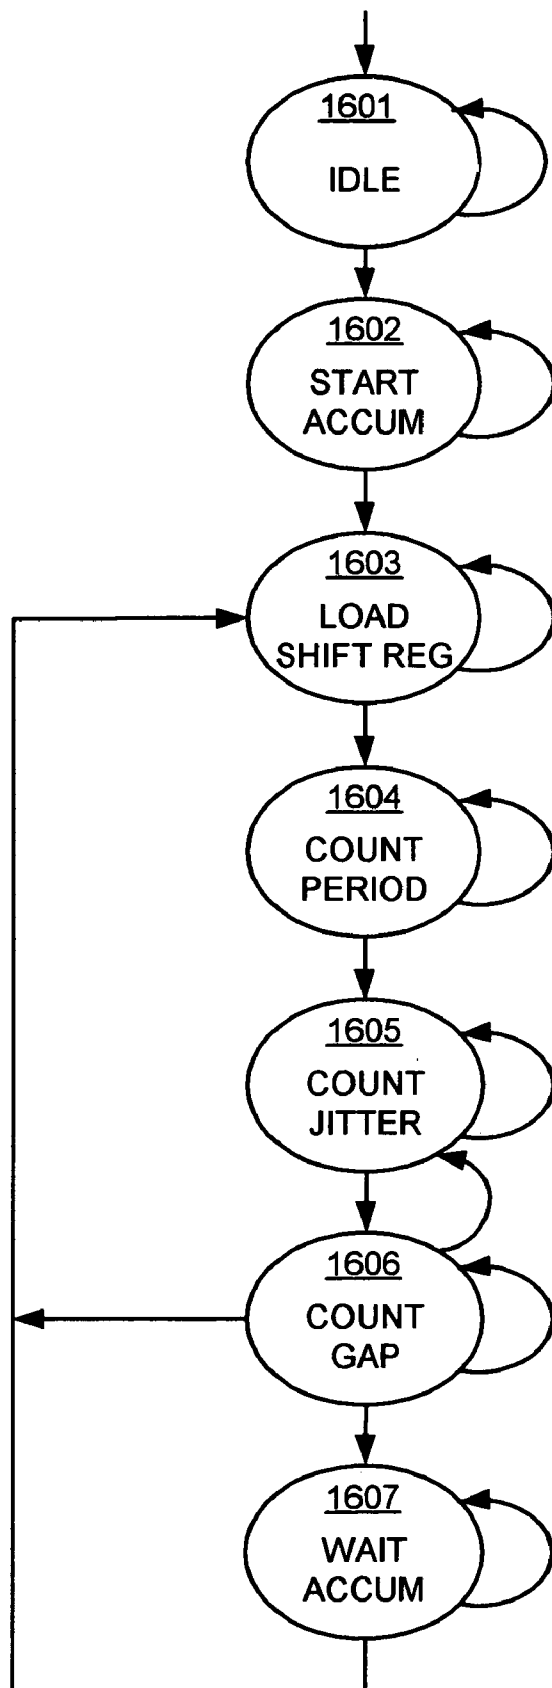 1601
IDLE
1602
START
ACCUM
1603
LOAD
SHIFT REG
1604
COUNT
PERIOD
1605
COUNT
JITTER
1606
COUNT
GAP
1607
WAIT
ACCUM